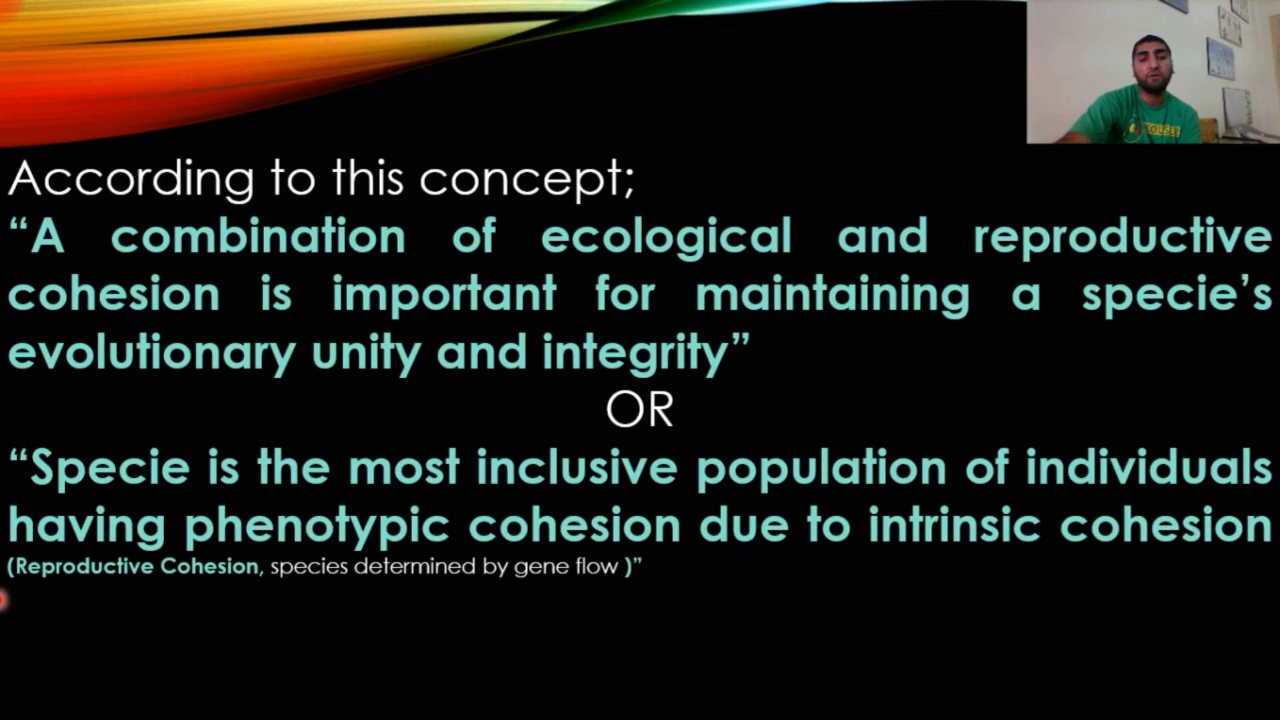 According to this concept;
“A combination of ecological and reproductive
cohesion is important for maintaining a specie’s
evolutionary unity and integrity”
OR
“Specie is the most inclusive population of individuals
having phenotypic cohesion due to intrinsic cohesion
(Reproductive Cohesion, species determined by gene flow )”